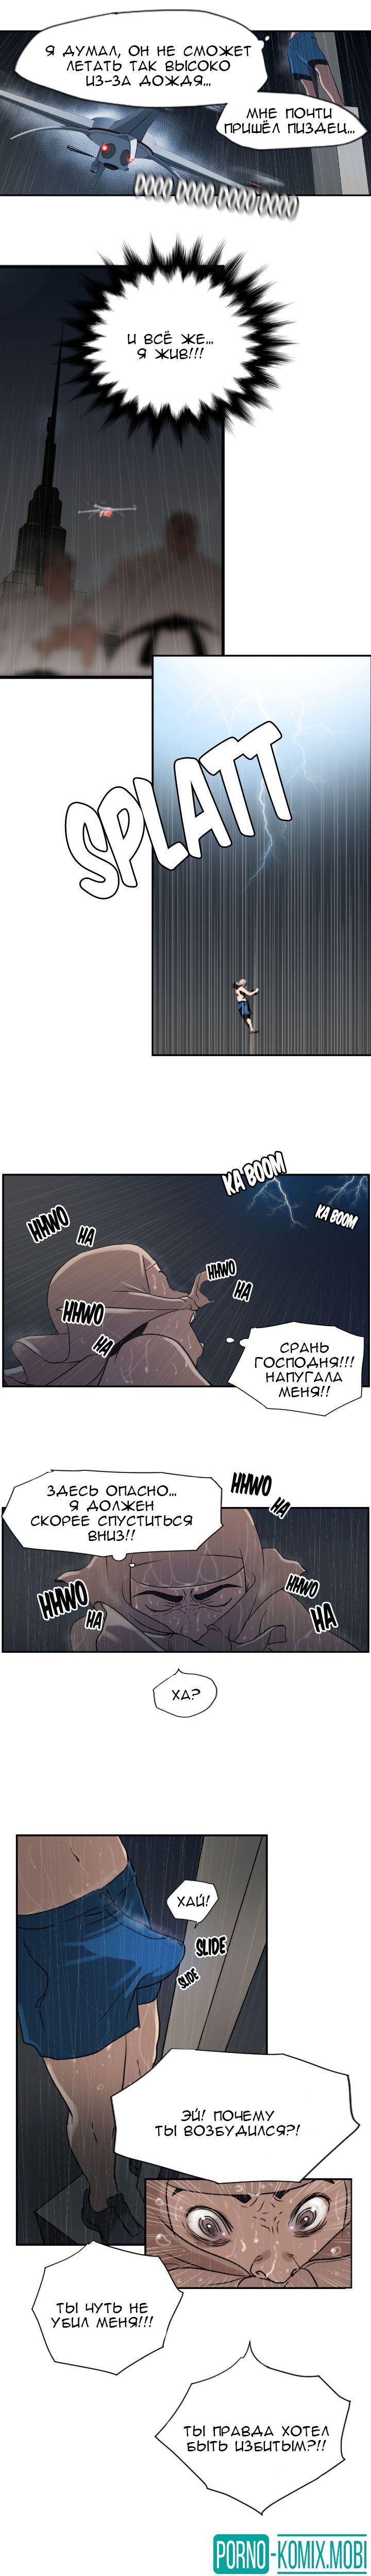 Я ДУМАЛ, ОН НЕ СМОЖЕТ
ЛЕТАТЬ ТАК ВЫСОКО
ИЗ-ЗА ДОЖДЯ...
МНЕ ПОЧТИ
ПРИШЁЛ ПИЗДЕЦ...
И ВСЁ ЖЕ...
Я ЖИВ!!!
SPLATT
KA BOOM
KA BOOM
HHWO
HA
HHWO
HA
HHWO
HA
СРАНЬ
ГОСПОДНЯ!!!
НАПУГАЛА
МЕНЯ!!
ЗДЕСЬ ОПАСНО...
Я ДОЛЖЕН
СКОРЕЕ СПУСТИТЬСЯ
ВНИЗ!!
HHWO
HA
HHWO
HA
HHWO
HA
ХА?
ХАЙ!
SLIDE
SLIDE
ЭЙ! ПОЧЕМУ
ТЫ ВОЗБУДИЛСЯ?!
ТЫ ЧУТЬ НЕ
УБИЛ МЕНЯ!!!
ТЫ ПРАВДА ХОТЕЛ
БЫТЬ ИЗБИТЫМ?!!
PORNO-KOMIX.MOBI